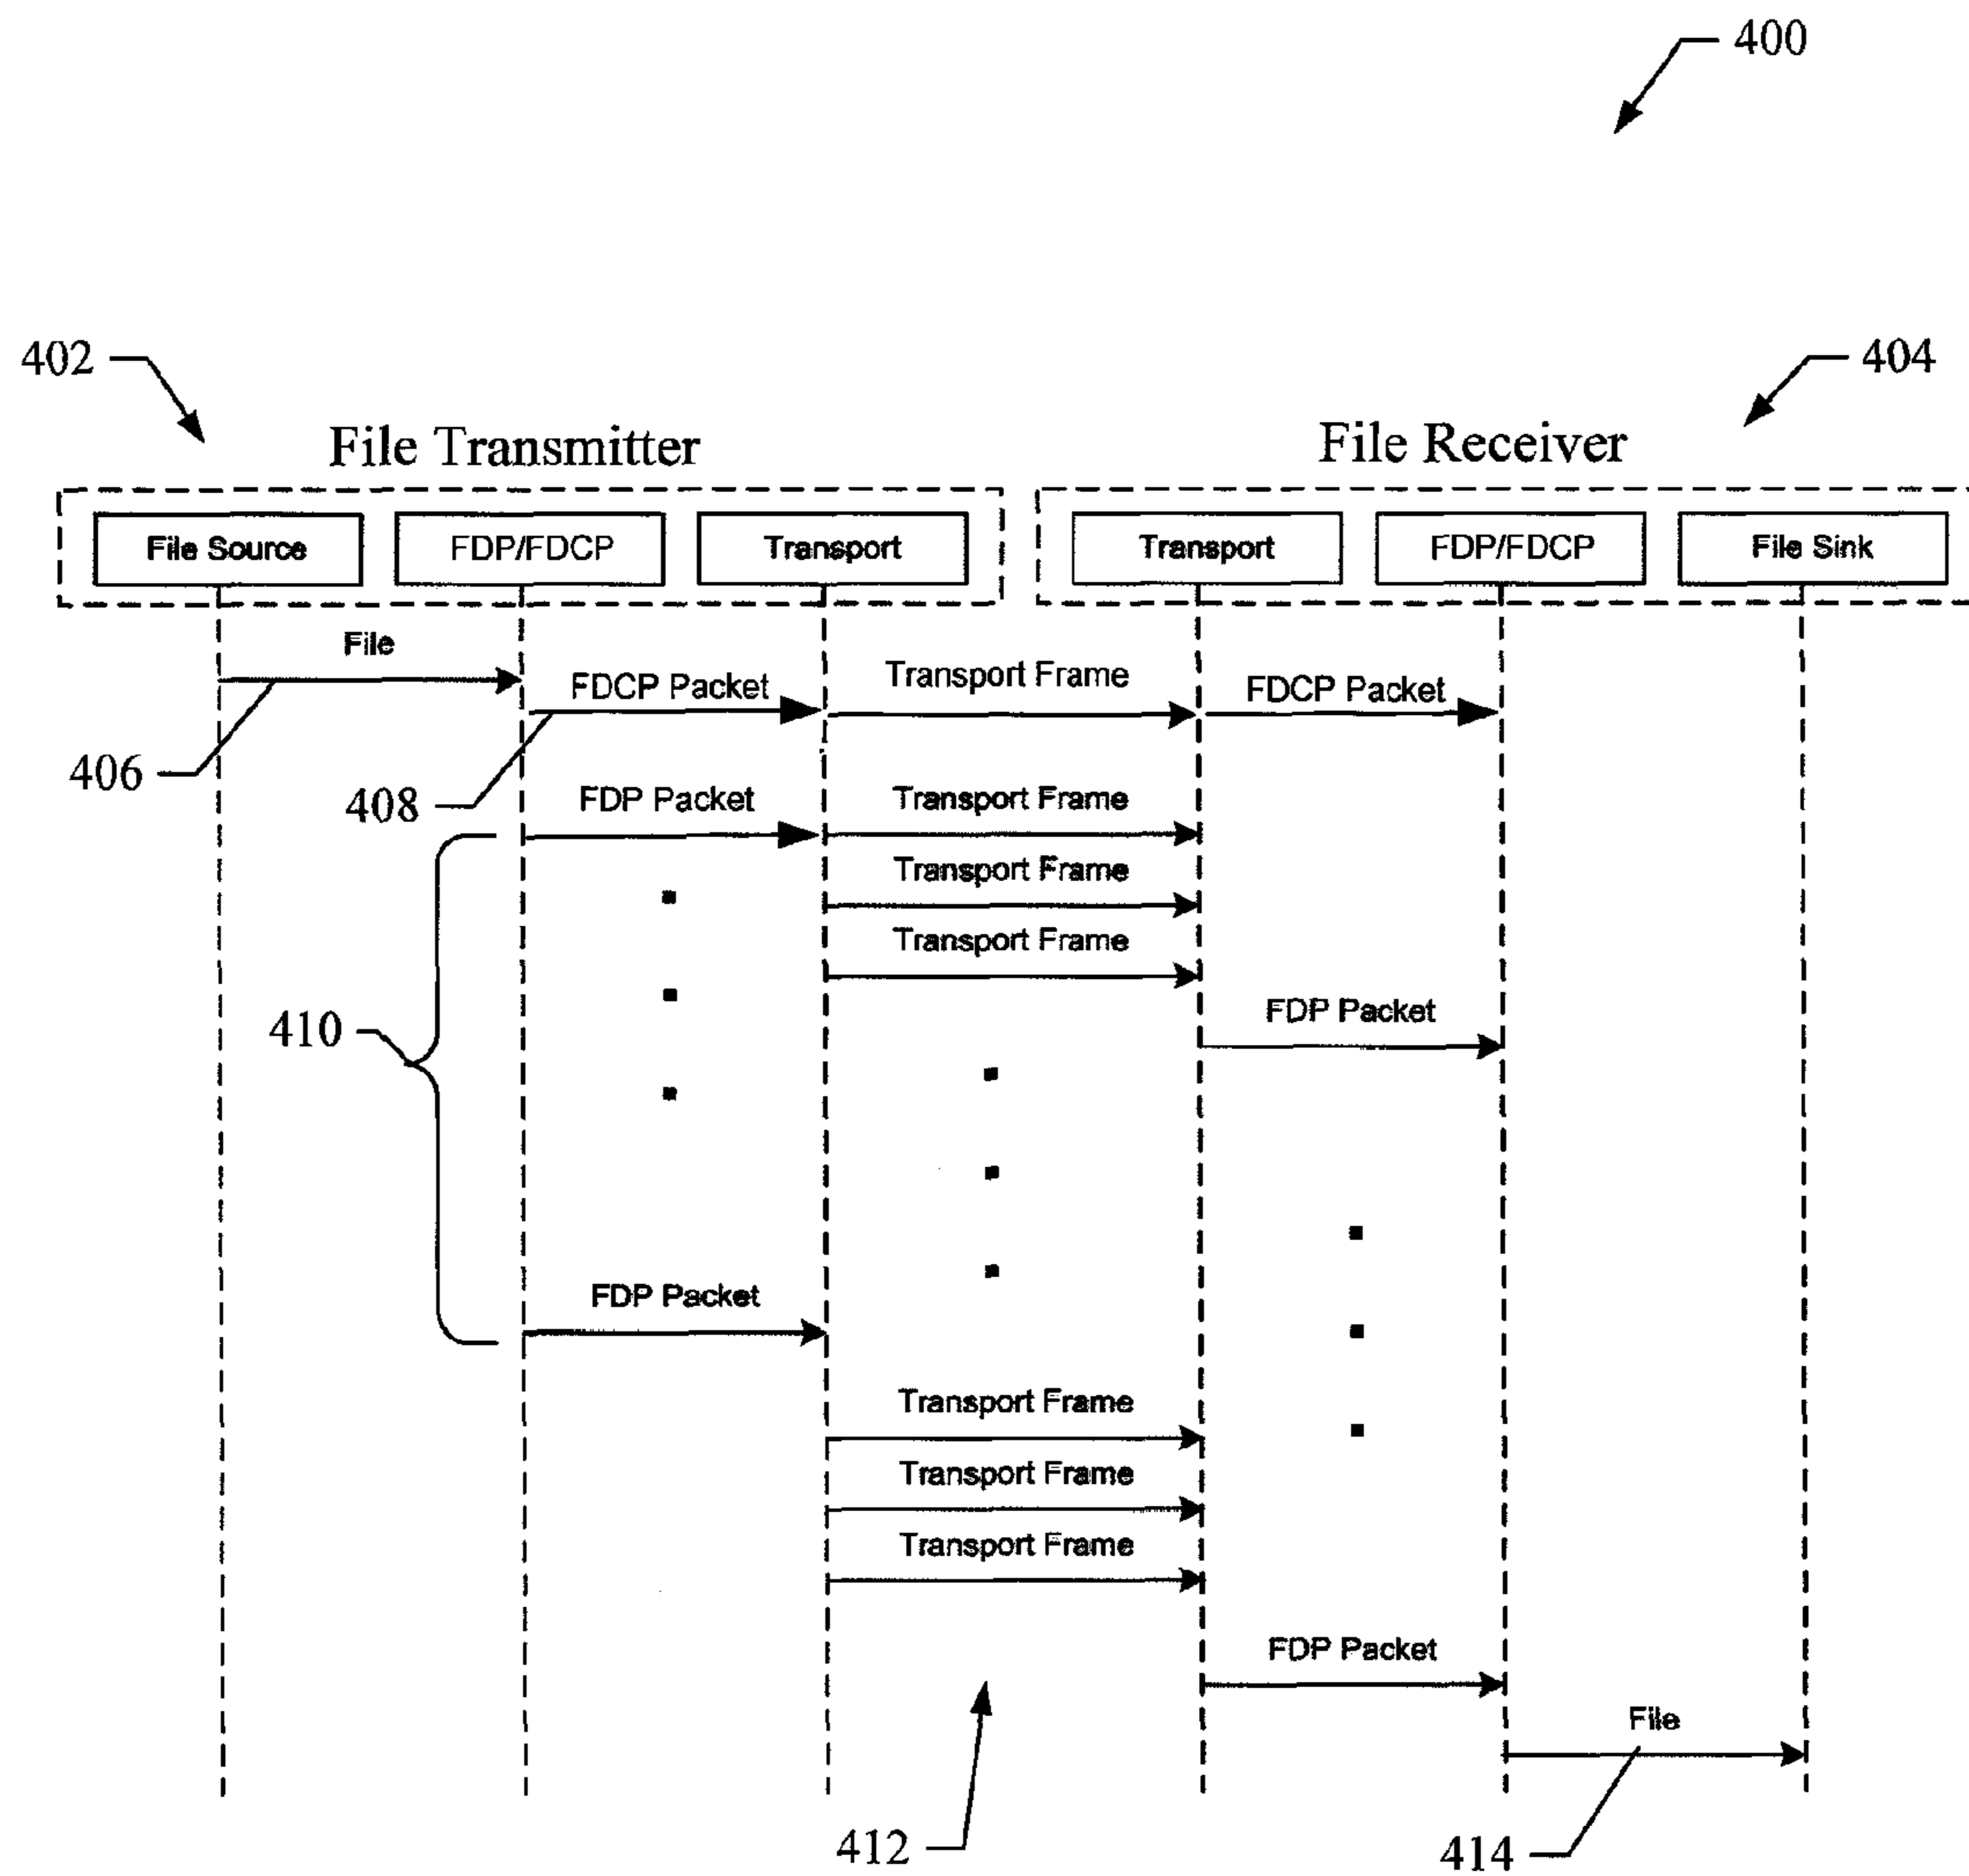 400
402
404
File Transmitter
File Receiver
File Source
FDP/FDCP
Transport
Transport
FDP/FDCP
File Sink
File
FDCP Packet
Transport Frame
FDCP Packet
406
408
FDP Packet
Transport Frame
Transport Frame
Transport Frame
410
FDP Packet
FDP Packet
Transport Frame
Transport Frame
Transport Frame
FDP Packet
File
412
414